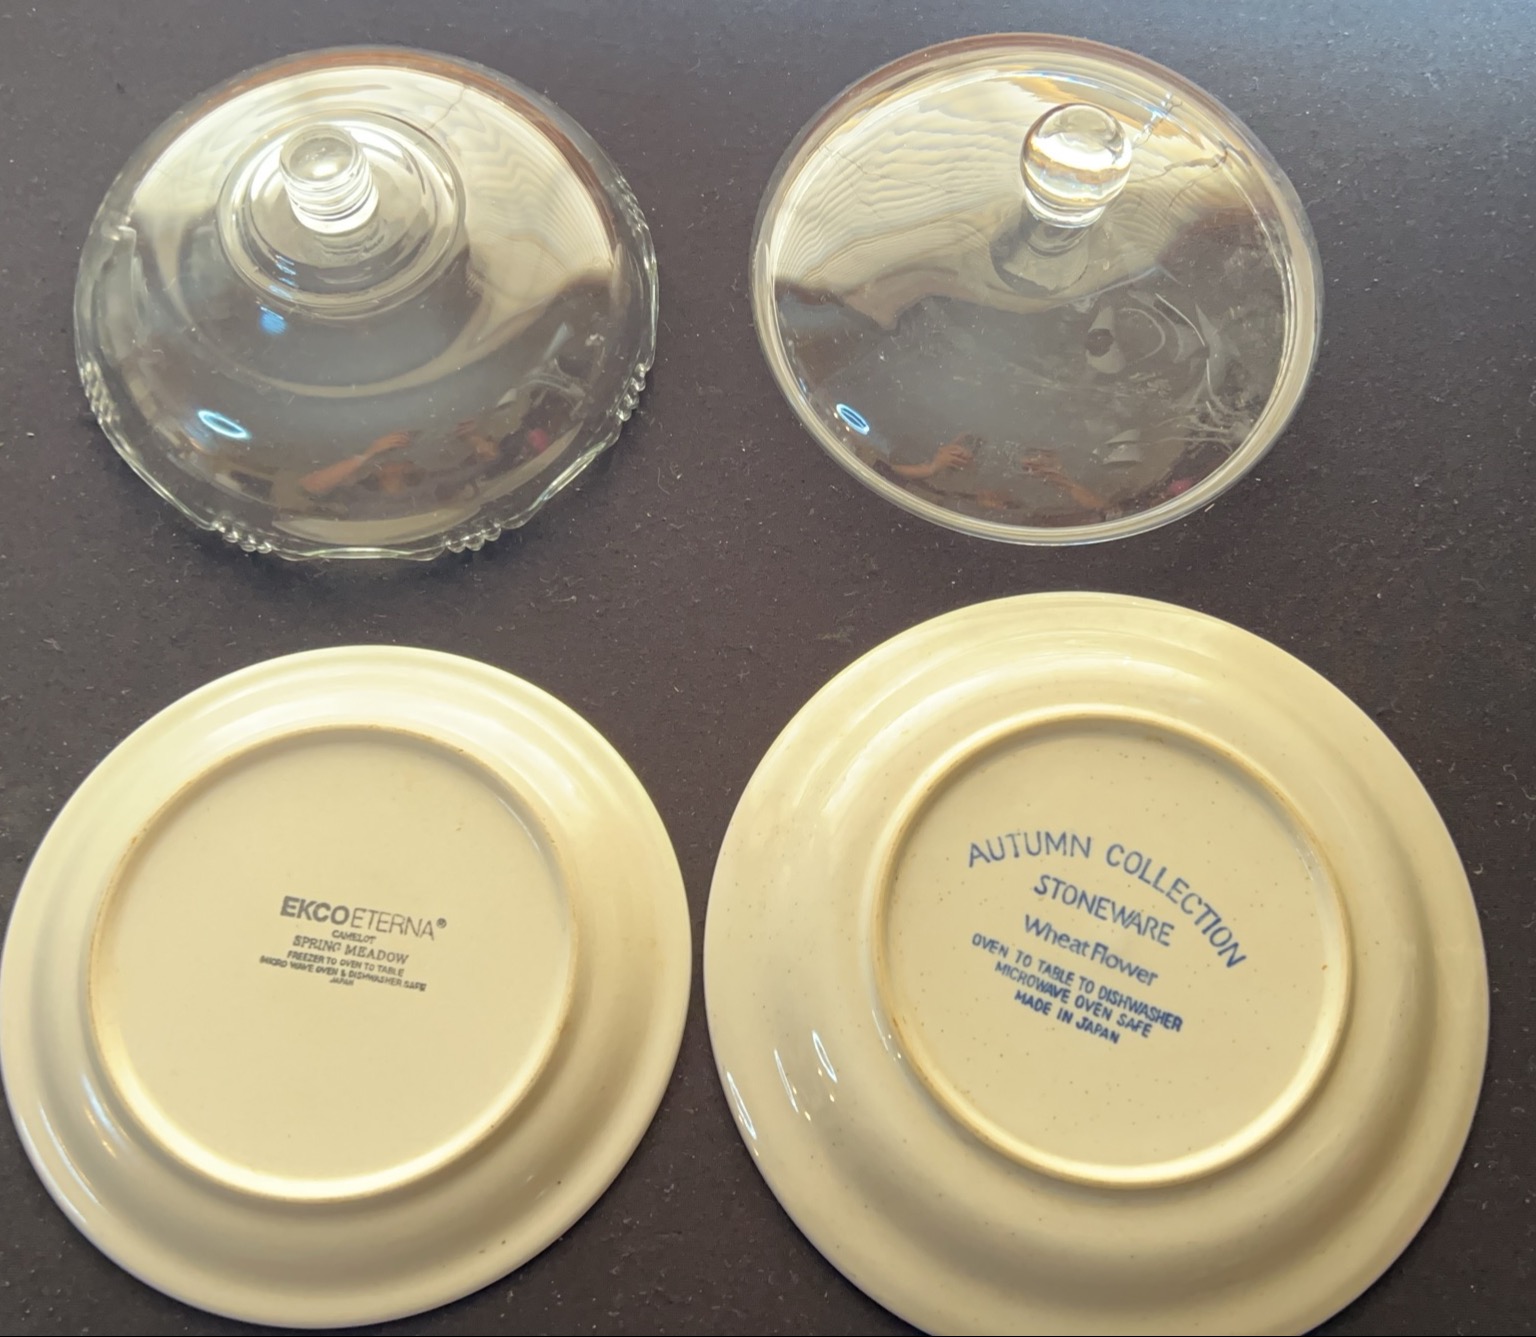 EKCOETERNA®
CAMELOT
SPRING MEADOW
FREEZER TO OVEN TO TABLE
MICRO WAVE OVEN & DISHWASHER SAFE
JAPAN
AUTUMN COLLECTION
STONEWARE
Wheat Flower
OVEN TO TABLE TO DISHWASHER
MICROWAVE OVEN SAFE
MADE IN JAPAN